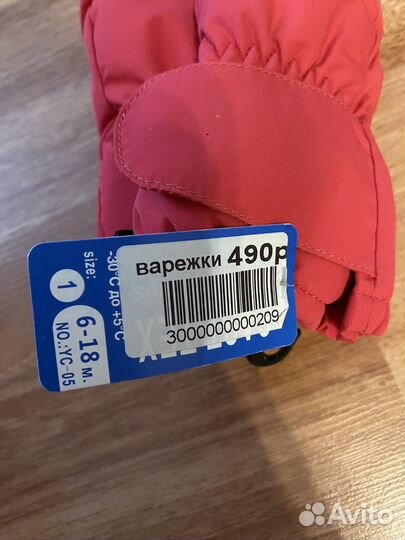 варежки 490р
3000000000209
-30°C до +5°C
size:
1
6-18 м.
NO.:YC-05
Avito